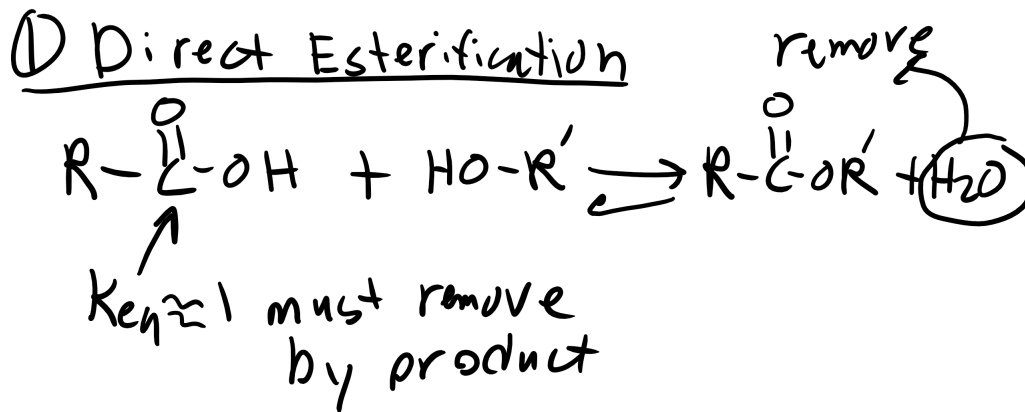 ① Direct Esterification
remove
O
||
R-C-OH + HO-R' ⇌ R-C-OR' + H2O
O
||
Keq≈1 must remove
by product